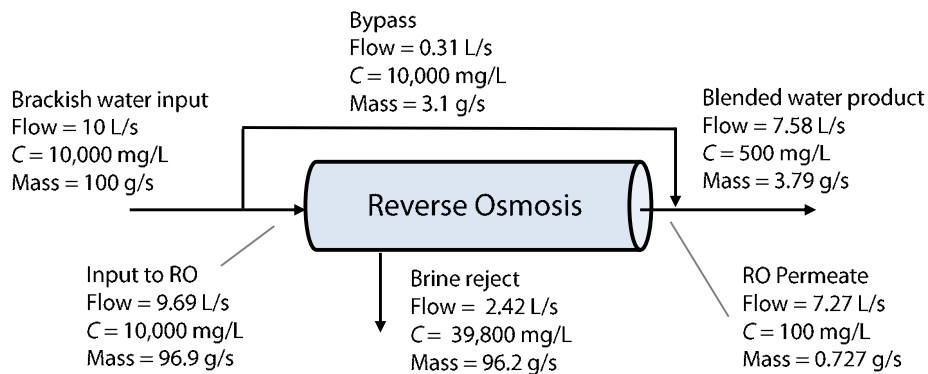 Bypass
Flow = 0.31 L/s
C = 10,000 mg/L
Mass = 3.1 g/s
Brackish water input
Flow = 10 L/s
C = 10,000 mg/L
Mass = 100 g/s
Blended water product
Flow = 7.58 L/s
C = 500 mg/L
Mass = 3.79 g/s
Reverse Osmosis
Input to RO
Flow = 9.69 L/s
C = 10,000 mg/L
Mass = 96.9 g/s
Brine reject
Flow = 2.42 L/s
C = 39,800 mg/L
Mass = 96.2 g/s
RO Permeate
Flow = 7.27 L/s
C = 100 mg/L
Mass = 0.727 g/s